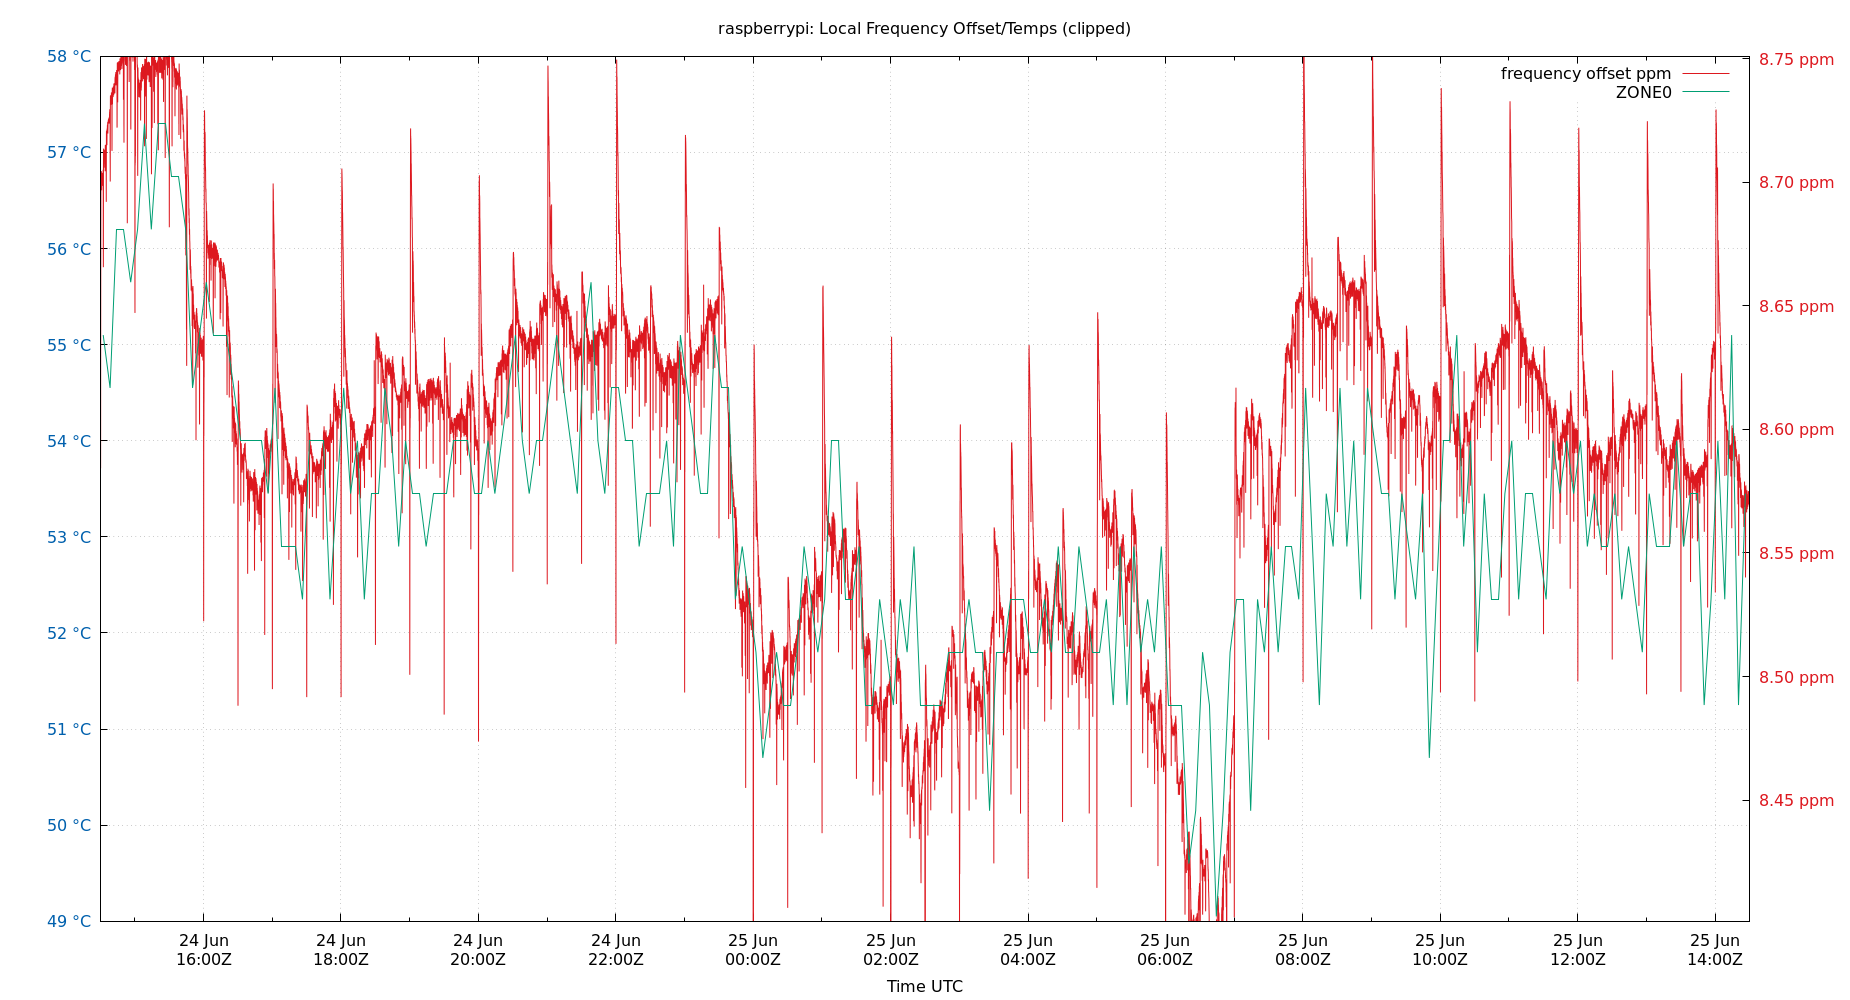 raspberrypi: Local Frequency Offset/Temps (clipped)
58 °C
57 °C
56 °C
55 °C
54 °C
53 °C
52 °C
51 °C
50 °C
49 °C
8.75 ppm
8.70 ppm
8.65 ppm
8.60 ppm
8.55 ppm
8.50 ppm
8.45 ppm
frequency offset ppm
ZONE0
24 Jun
16:00Z
24 Jun
18:00Z
24 Jun
20:00Z
24 Jun
22:00Z
25 Jun
00:00Z
25 Jun
02:00Z
25 Jun
04:00Z
25 Jun
06:00Z
25 Jun
08:00Z
25 Jun
10:00Z
25 Jun
12:00Z
25 Jun
14:00Z
Time UTC